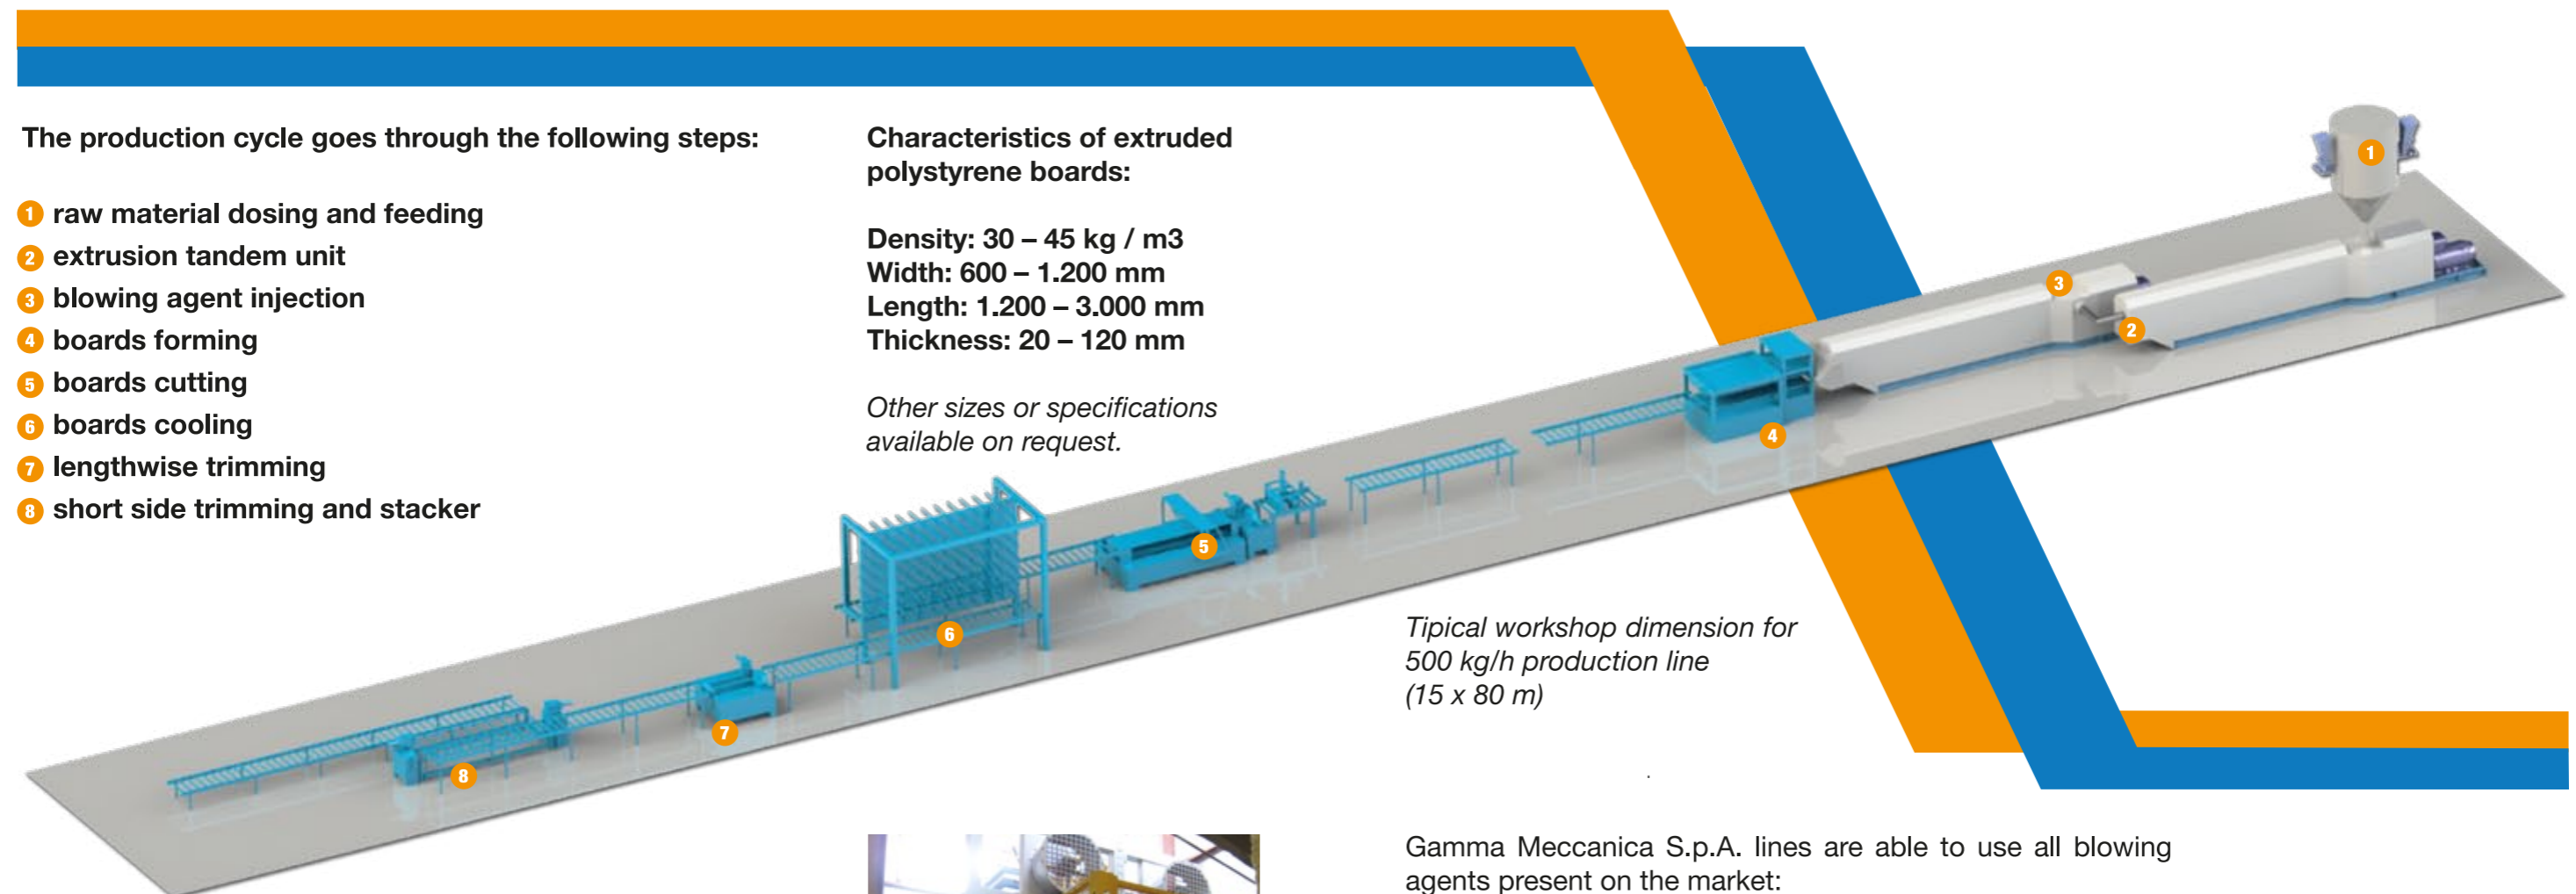 The production cycle goes through the following steps:
1 raw material dosing and feeding
2 extrusion tandem unit
3 blowing agent injection
4 boards forming
5 boards cutting
6 boards cooling
7 lengthwise trimming
8 short side trimming and stacker
Characteristics of extruded
polystyrene boards:
Density: 30 – 45 kg / m3
Width: 600 – 1.200 mm
Length: 1.200 – 3.000 mm
Thickness: 20 – 120 mm
Other sizes or specifications
available on request.
1
3
2
4
5
6
7
8
Tipical workshop dimension for
500 kg/h production line
(15 x 80 m)
Gamma Meccanica S.p.A. lines are able to use all blowing
agents present on the market: